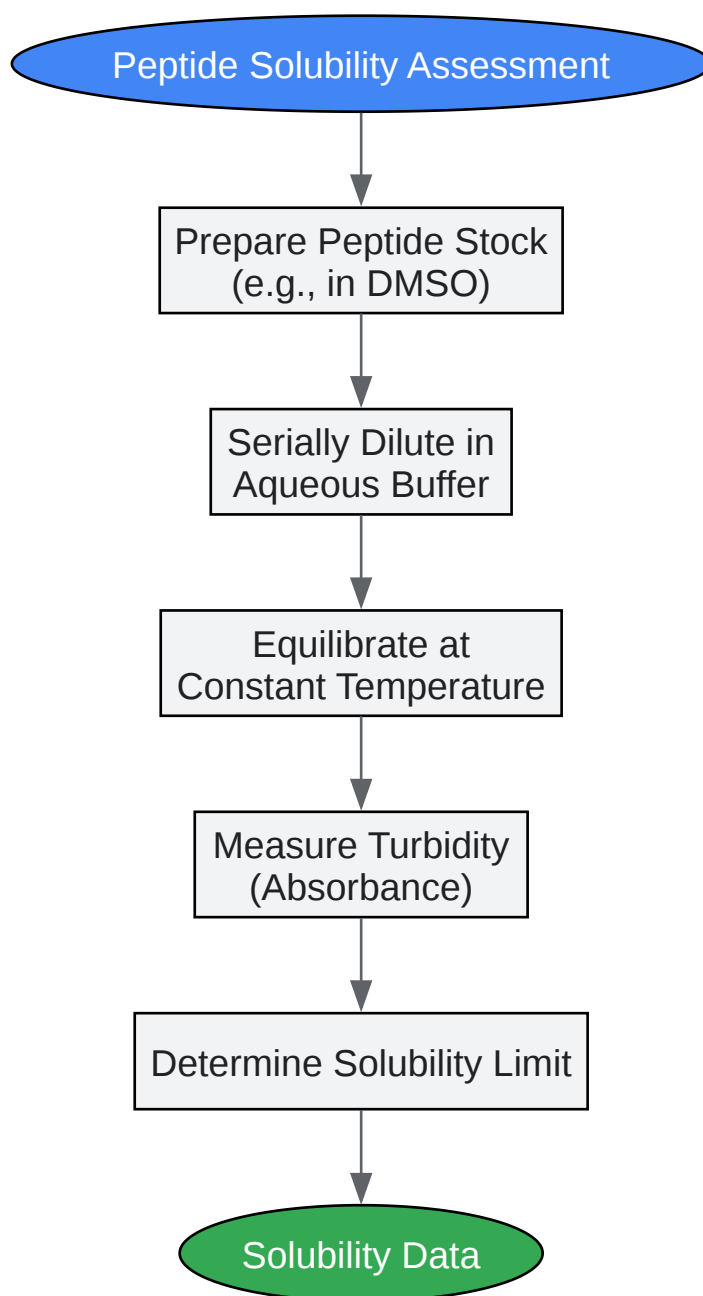 Peptide Solubility Assessment
Prepare Peptide Stock
(e.g., in DMSO)
Serially Dilute in
Aqueous Buffer
Equilibrate at
Constant Temperature
Measure Turbidity
(Absorbance)
Determine Solubility Limit
Solubility Data